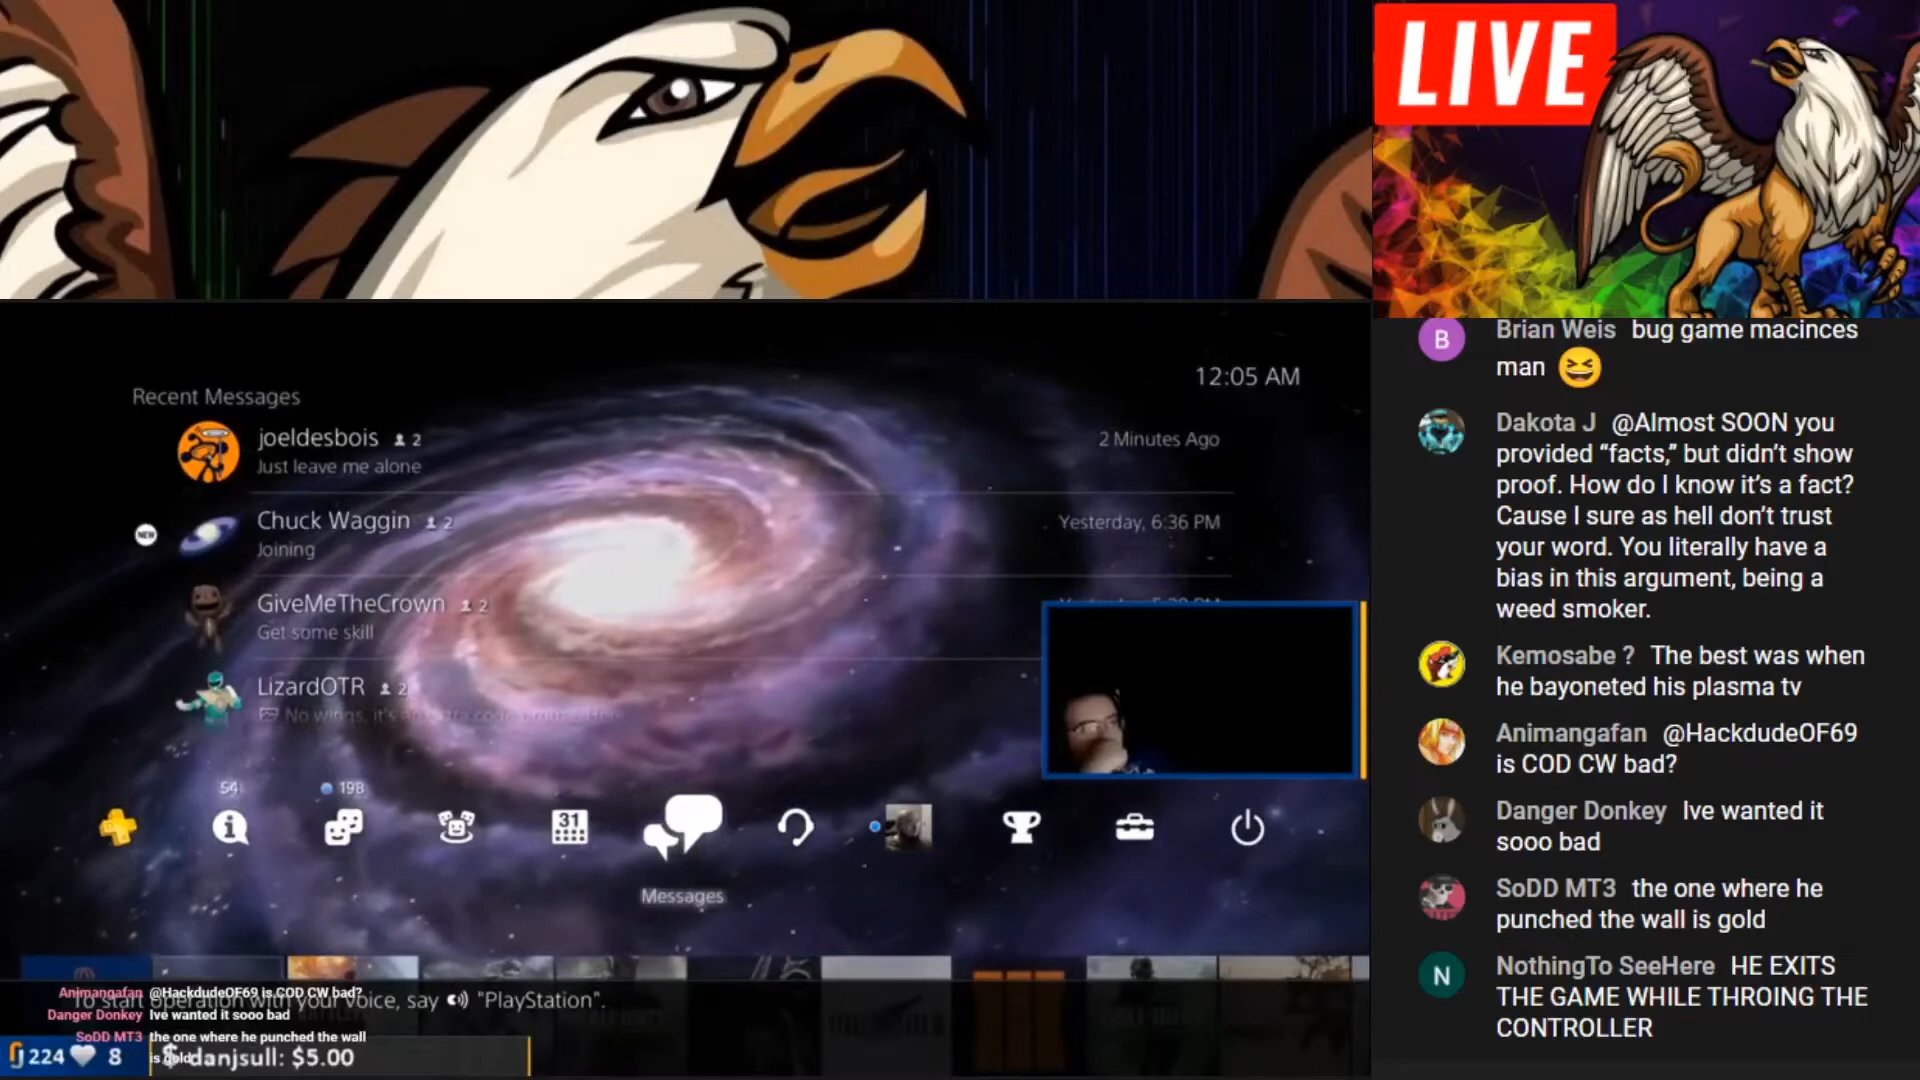 LIVE
12:05 AM
Recent Messages
joeldesbois 2
2 Minutes Ago
Just leave me alone
Chuck Waggin 2
Yesterday, 6:36 PM
NEW
Joining
GiveMeTheCrown 2
Get some skill
LizardOTR 2
No wings, it's
54
198
31
Messages
To start operation with your voice, say "PlayStation".
Animangafan @HackdudeOF69 is COD CW bad?
Danger Donkey Ive wanted it sooo bad
SoDD MT3 the one where he punched the wall
is gold
224 8
danjsull: $5.00
B
Brian Weis bug game macinces
man 😆
Dakota J @Almost SOON you
provided “facts,” but didn’t show
proof. How do I know it’s a fact?
Cause I sure as hell don’t trust
your word. You literally have a
bias in this argument, being a
weed smoker.
Kemosabe ? The best was when
he bayoneted his plasma tv
Animangafan @HackdudeOF69
is COD CW bad?
Danger Donkey Ive wanted it
sooo bad
SoDD MT3 the one where he
punched the wall is gold
N
NothingTo SeeHere HE EXITS
THE GAME WHILE THROING THE
CONTROLLER